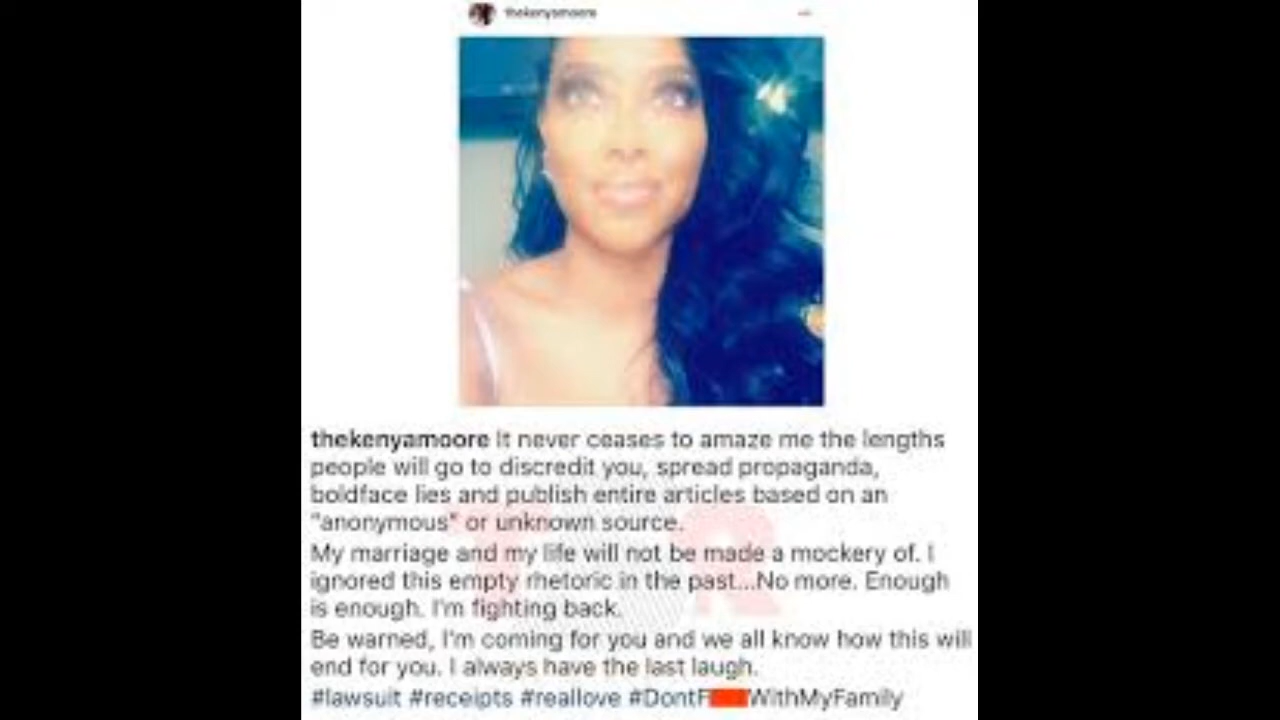 thekenyamoore
thekenyamoore It never ceases to amaze me the lengths
people will go to discredit you, spread propaganda,
boldface lies and publish entire articles based on an
"anonymous" or unknown source.
My marriage and my life will not be made a mockery of. I
ignored this empty rhetoric in the past...No more. Enough
is enough. I'm fighting back.
Be warned, I'm coming for you and we all know how this will
end for you. I always have the last laugh.
#lawsuit #receipts #reallove #DontF WithMyFamily